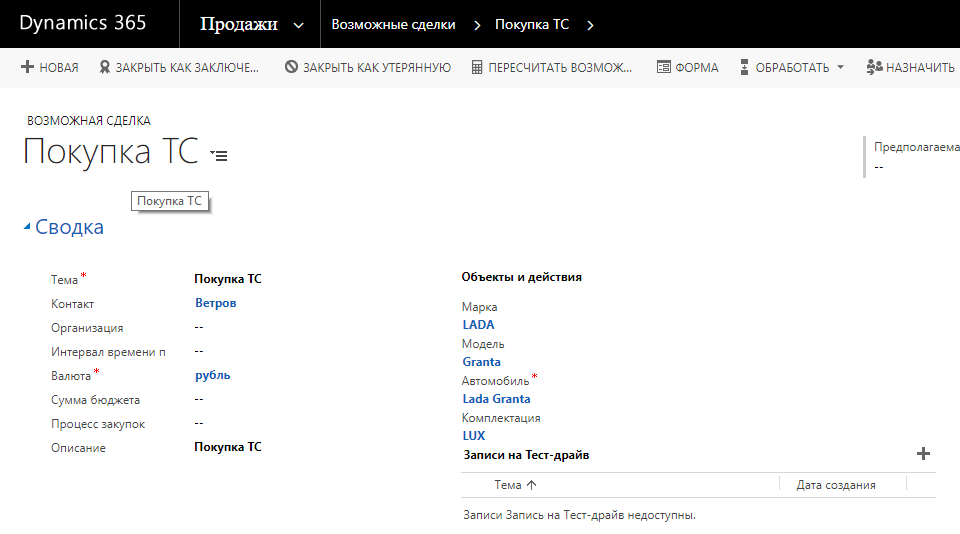 Dynamics 365 Продажи Возможные сделки Покупка ТС
НОВАЯ ЗАКРЫТЬ КАК ЗАКЛЮЧЕ... ЗАКРЫТЬ КАК УТЕРЯННУЮ ПЕРЕСЧИТАТЬ ВОЗМОЖ... ФОРМА ОБРАБОТАТЬ НАЗНАЧИТЬ
ВОЗМОЖНАЯ СДЕЛКА
Покупка ТС
Предполагаема
--
Покупка ТС
Сводка
Тема* Покупка ТС
Контакт Ветров
Организация --
Интервал времени п --
Валюта* рубль
Сумма бюджета --
Процесс закупок --
Описание Покупка ТС
Объекты и действия
Марка
LADA
Модель
Granta
Автомобиль*
Lada Granta
Комплектация
LUX
Записи на Тест-драйв
Тема Дата создания
Записи Запись на Тест-драйв недоступны.